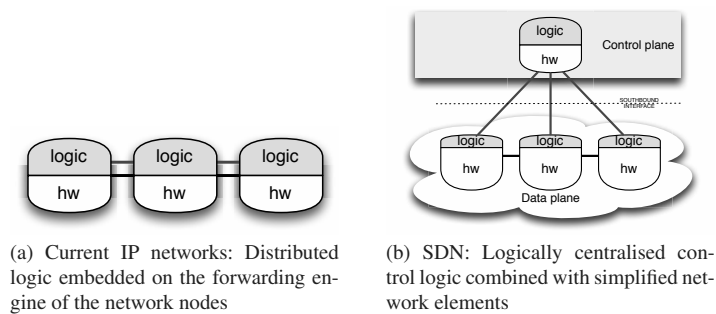 logic
hw
logic
hw
logic
hw
(a) Current IP networks: Distributed
logic embedded on the forwarding en-
gine of the network nodes
logic
hw
Control plane
SOUTHBOUND
INTERFACE
logic
hw
logic
hw
logic
hw
Data plane
(b) SDN: Logically centralised con-
trol logic combined with simplified net-
work elements